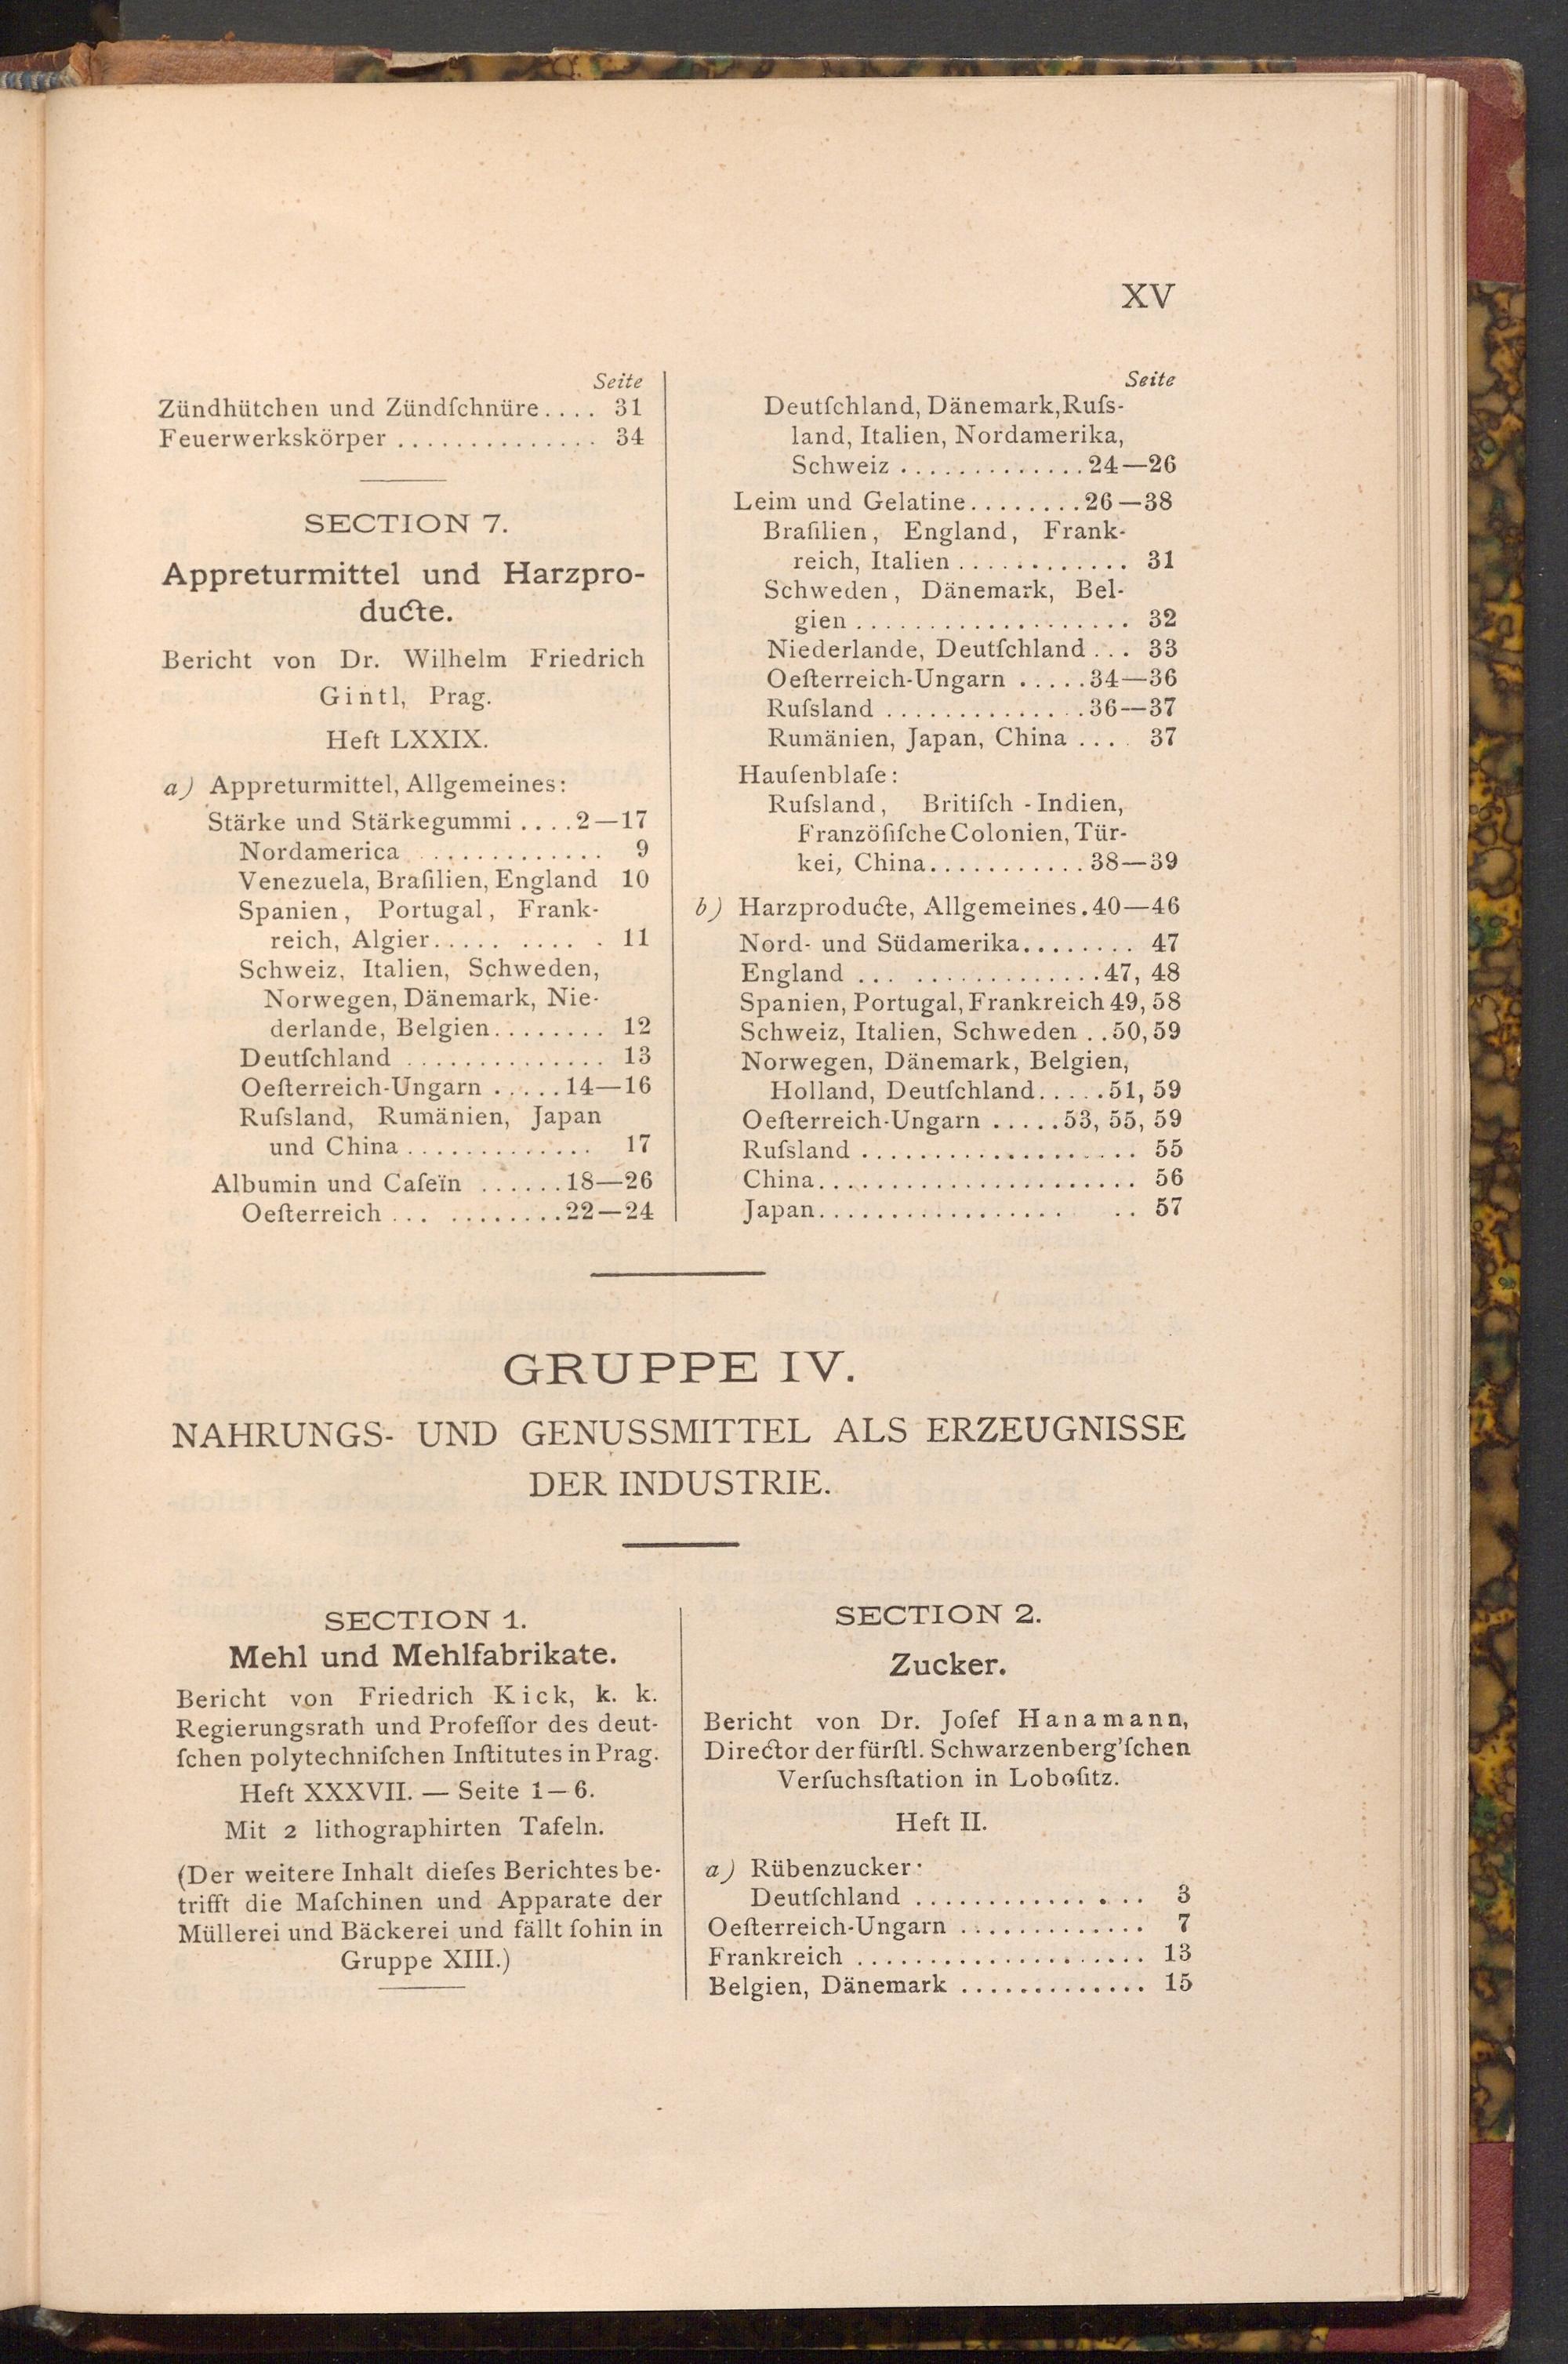 XV
Seite
Zündhütchen und Zündſchnüre.... 31
Feuerwerkskörper .............. 34
SECTION 7.
Appreturmittel und Harzpro-
ducte.
Bericht von Dr. Wilhelm Friedrich
Gintl, Prag.
Heft LXXIX.
a) Appreturmittel, Allgemeines:
Stärke und Stärkegummi ....2—17
Nordamerica ............. 9
Venezuela, Braſilien, England 10
Spanien, Portugal, Frank-
reich, Algier..... .... . 11
Schweiz, Italien, Schweden,
Norwegen, Dänemark, Nie-
derlande, Belgien........ 12
Deutſchland .............. 13
Oeſterreich-Ungarn .....14—16
Ruſsland, Rumänien, Japan
und China ............. 17
Albumin und Caſeïn ......18—26
Oeſterreich ... ........22—24
Seite
Deutſchland, Dänemark, Ruſs-
land, Italien, Nordamerika,
Schweiz .............24—26
Leim und Gelatine........26—38
Braſilien, England, Frank-
reich, Italien ............ 31
Schweden, Dänemark, Bel-
gien ................... 32
Niederlande, Deutſchland ... 33
Oeſterreich-Ungarn .....34—36
Ruſsland ..............36—37
Rumänien, Japan, China .... 37
Hauſenblaſe:
Ruſsland, Britiſch-Indien,
Franzöſiſche Colonien, Tür-
kei, China...........38—39
b) Harzproducte, Allgemeines.40—46
Nord- und Südamerika........ 47
England ... .............47, 48
Spanien, Portugal, Frankreich 49, 58
Schweiz, Italien, Schweden ..50, 59
Norwegen, Dänemark, Belgien,
Holland, Deutſchland.....51, 59
Oeſterreich-Ungarn .....53, 55, 59
Ruſsland ................... 55
China...................... 56
Japan................. .. 57
GRUPPE IV.
NAHRUNGS- UND GENUSSMITTEL ALS ERZEUGNISSE
DER INDUSTRIE.
SECTION 1.
Mehl und Mehlfabrikate.
Bericht von Friedrich Kick, k. k.
Regierungsrath und Profeſſor des deut-
ſchen polytechniſchen Inſtitutes in Prag.
Heft XXXVII. — Seite 1—6.
Mit 2 lithographirten Tafeln.
(Der weitere Inhalt dieſes Berichtes be-
trifft die Maſchinen und Apparate der
Müllerei und Bäckerei und fällt ſohin in
Gruppe XIII.)
SECTION 2.
Zucker.
Bericht von Dr. Joſef Hanamann,
Director der fürſtl. Schwarzenberg'ſchen
Verſuchsſtation in Loboſitz.
Heft II.
a) Rübenzucker:
Deutſchland ................ 3
Oeſterreich-Ungarn ............. 7
Frankreich .................... 13
Belgien, Dänemark ............. 15